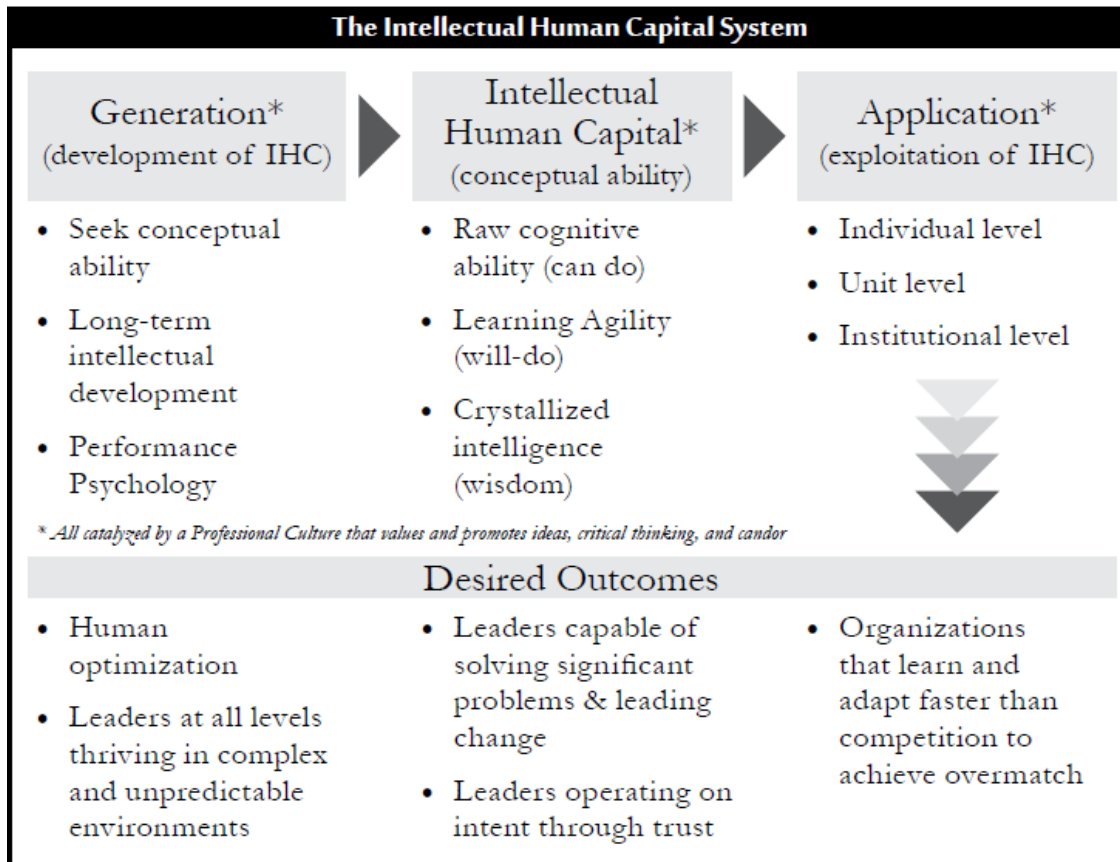 The Intellectual Human Capital System
Generation*
(development of IHC)
• Seek conceptual
ability
• Long-term
intellectual
development
• Performance
Psychology
Intellectual
Human Capital*
(conceptual ability)
• Raw cognitive
ability (can do)
• Learning Agility
(will-do)
• Crystallized
intelligence
(wisdom)
Application*
(exploitation of IHC)
• Individual level
• Unit level
• Institutional level
* All catalyzed by a Professional Culture that values and promotes ideas, critical thinking, and candor
Desired Outcomes
• Human
optimization
• Leaders at all levels
thriving in complex
and unpredictable
environments
• Leaders capable of
solving significant
problems & leading
change
• Leaders operating on
intent through trust
• Organizations
that learn and
adapt faster than
competition to
achieve overmatch